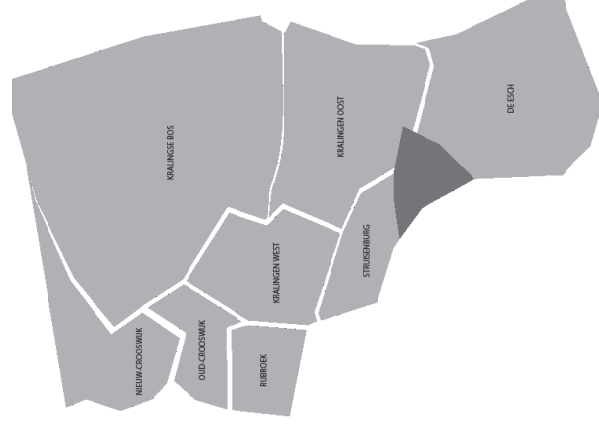 KRALINGSE BOS
KRALINGEN OOST
DE ESCH
KRALINGEN WEST
STRUISENBURG
NIEUW-CROOSWIJK
OUD-CROOSWIJK
RUBROEK